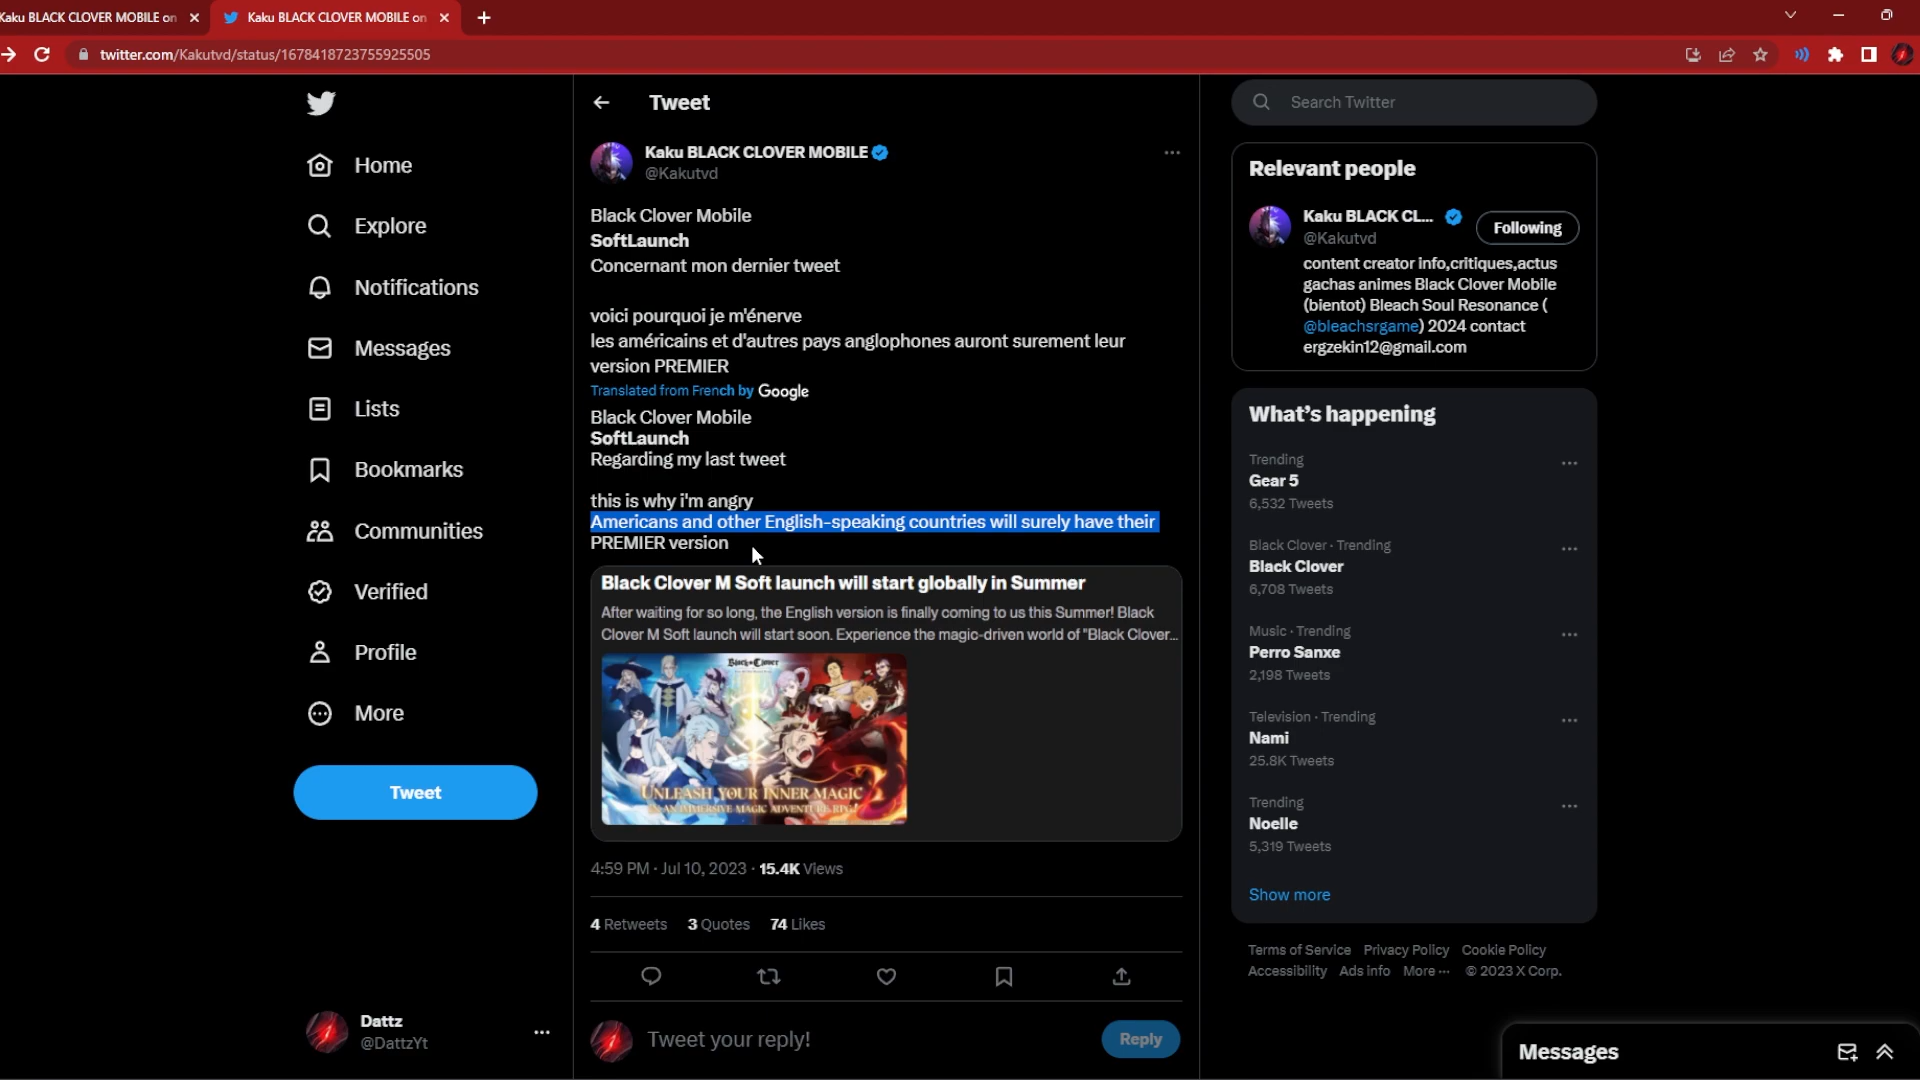 Kaku BLACK CLOVER MOBILE on
Kaku BLACK CLOVER MOBILE on
twitter.com/Kakutvd/status/1678418723755925505
Home
Explore
Notifications
Messages
Lists
Bookmarks
Communities
Verified
Profile
More
Tweet
Dattz
@DattzYt
Tweet
Kaku BLACK CLOVER MOBILE
@Kakutvd
Black Clover Mobile
SoftLaunch
Concernant mon dernier tweet
voici pourquoi je m'énerve
les américains et d'autres pays anglophones auront surement leur
version PREMIER
Translated from French by Google
Black Clover Mobile
SoftLaunch
Regarding my last tweet
this is why i'm angry
Americans and other English-speaking countries will surely have their
PREMIER version
Black Clover M Soft launch will start globally in Summer
After waiting for so long, the English version is finally coming to us this Summer! Black
Clover M Soft launch will start soon. Experience the magic-driven world of "Black Clover...
Black Clover
UNLEASH YOUR INNER MAGIC
IN AN IMMERSIVE MAGIC ADVENTURE RPG!
4:59 PM · Jul 10, 2023 · 15.4K Views
4 Retweets 3 Quotes 74 Likes
Tweet your reply!
Reply
Search Twitter
Relevant people
Kaku BLACK CL...
Following
@Kakutvd
content creator info,critiques,actus
gachas animes Black Clover Mobile
(bientot) Bleach Soul Resonance (
@bleachsrgame) 2024 contact
ergzekin12@gmail.com
What's happening
Trending
Gear 5
6,532 Tweets
Black Clover · Trending
Black Clover
6,708 Tweets
Music · Trending
Perro Sanxe
2,198 Tweets
Television · Trending
Nami
25.8K Tweets
Trending
Noelle
5,319 Tweets
Show more
Terms of Service Privacy Policy Cookie Policy
Accessibility Ads info More ··· © 2023 X Corp.
Messages